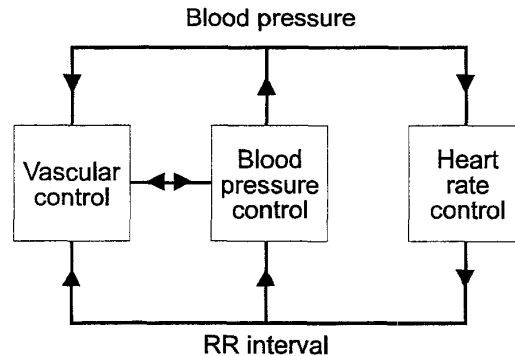 Blood pressure
Vascular
control
Blood
pressure
control
Heart
rate
control
RR interval